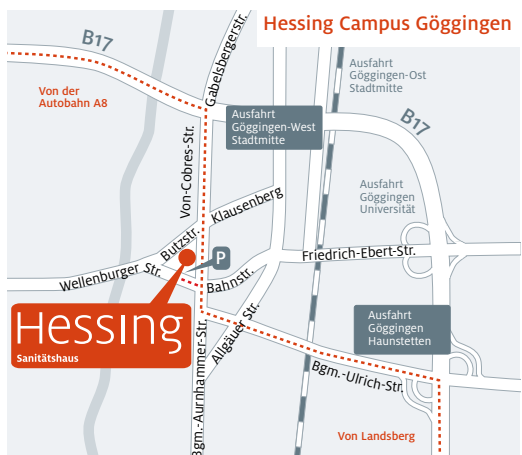 Hessing Campus Göggingen
B17
Gabelsbergerstr.
Von der
Autobahn A8
Ausfahrt
Göggingen-Ost
Stadtmitte
Ausfahrt
Göggingen-West
Stadtmitte
B17
Von-Cobres-Str.
Klausenberg
Ausfahrt
Göggingen
Universität
Butzstr.
P
Friedrich-Ebert-Str.
Wellenburger Str.
Bahnstr.
Hessing
Sanitätshaus
Allgäuer Str.
Ausfahrt
Göggingen
Haunstetten
Bgm.-Aurnhammer-Str.
Bgm.-Ulrich-Str.
Von Landsberg